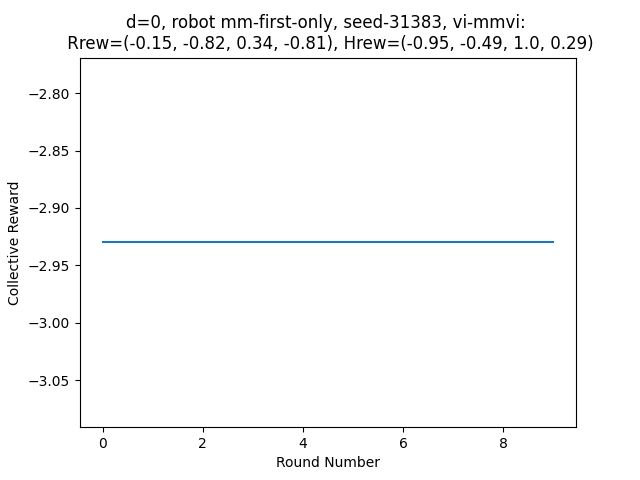 d=0, robot mm-first-only, seed-31383, vi-mmvi:
Rrew=(-0.15, -0.82, 0.34, -0.81), Hrew=(-0.95, -0.49, 1.0, 0.29)
−2.80
−2.85
−2.90
−2.95
−3.00
−3.05
Collective Reward
0 2 4 6 8
Round Number